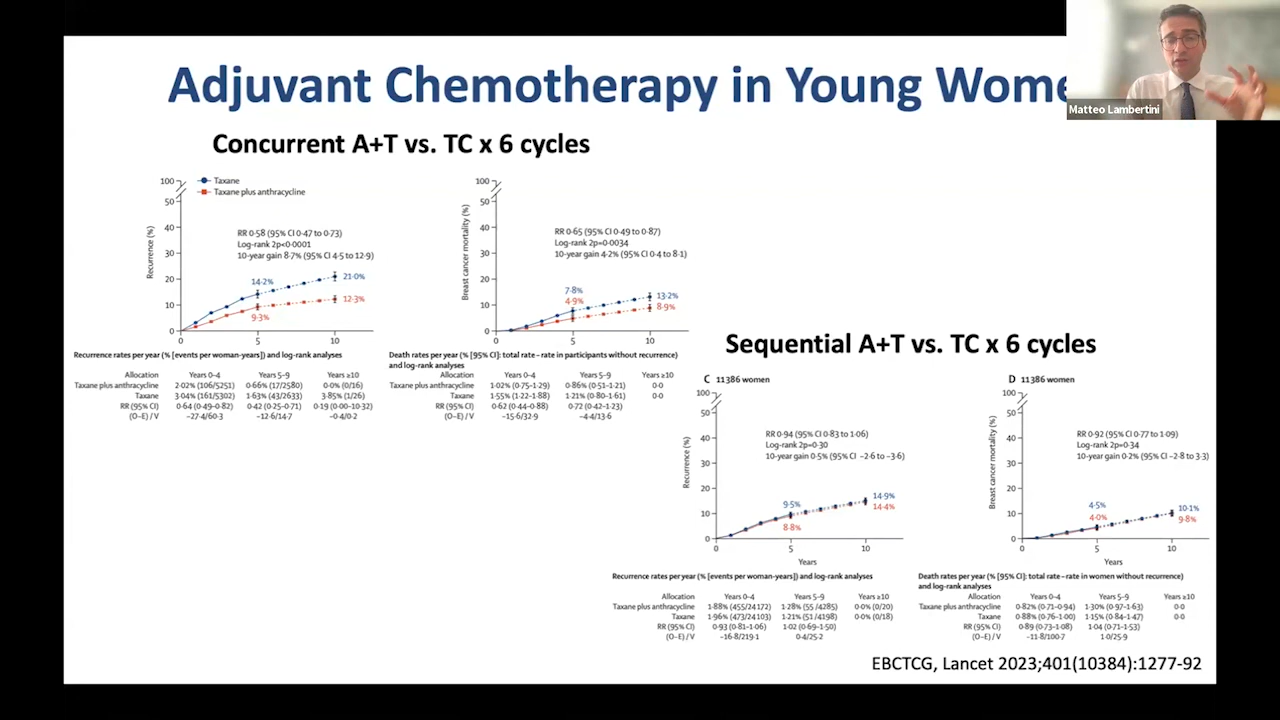 Adjuvant Chemotherapy in Young Wome
Matteo Lambertini
Concurrent A+T vs. TC x 6 cycles
Taxane
Taxane plus anthracycline
100
50
40
30
20
10
0
Recurrence (%)
RR 0·58 (95% CI 0·47 to 0·73)
Log-rank 2p<0·0001
10-year gain 8·7% (95% CI 4·5 to 12·9)
14·2%
9·3%
21·0%
12·3%
0 5 10
100
50
40
30
20
10
0
Breast cancer mortality (%)
RR 0·65 (95% CI 0·49 to 0·87)
Log-rank 2p=0·0034
10-year gain 4·2% (95% CI 0·4 to 8·1)
7·8%
4·9%
13·2%
8·9%
0 5 10
Recurrence rates per year (% [events per woman-years]) and log-rank analyses
Allocation Years 0–4 Years 5–9 Years ≥10
Taxane plus anthracycline 2·02% (106/5251) 0·66% (17/2580) 0·0% (0/16)
Taxane 3·04% (161/5302) 1·63% (43/2633) 3·85% (1/26)
RR (95% CI) 0·64 (0·49–0·82) 0·42 (0·25–0·71) 0·19 (0·00–10·32)
(O–E) / V –27·4/60·3 –12·6/14·7 –0·4/0·2
Death rates per year (% [95% CI]: total rate – rate in participants without recurrence)
and log-rank analyses
Allocation Years 0–4 Years 5–9 Years ≥10
Taxane plus anthracycline 1·02% (0·75–1·29) 0·86% (0·51–1·21) 0·0
Taxane 1·55% (1·22–1·88) 1·21% (0·80–1·61) 0·0
RR (95% CI) 0·62 (0·44–0·88) 0·72 (0·42–1·23)
(O–E) / V –15·6/32·9 –4·4/13·6
Sequential A+T vs. TC x 6 cycles
C 11386 women
100
50
40
30
20
10
0
Recurrence (%)
RR 0·94 (95% CI 0·83 to 1·06)
Log-rank 2p=0·30
10-year gain 0·5% (95% CI –2·6 to –3·6)
9·5%
8·8%
14·9%
14·4%
0 5 10
Years
D 11386 women
100
50
40
30
20
10
0
Breast cancer mortality (%)
RR 0·92 (95% CI 0·77 to 1·09)
Log-rank 2p=0·34
10-year gain 0·2% (95% CI –2·8 to 3·3)
4·5%
4·0%
10·1%
9·8%
0 5 10
Years
Recurrence rates per year (% [events per woman-years]) and log-rank analyses
Allocation Years 0–4 Years 5–9 Years ≥10
Taxane plus anthracycline 1·88% (455/24172) 1·28% (55 /4285) 0·0% (0/20)
Taxane 1·96% (473/24103) 1·21% (51 /4198) 0·0% (0/18)
RR (95% CI) 0·93 (0·81–1·06) 1·02 (0·69–1·50)
(O–E) / V –16·8/219·1 0·4/25·2
Death rates per year (% [95% CI]: total rate – rate in women without recurrence)
and log-rank analyses
Allocation Years 0–4 Years 5–9 Years ≥10
Taxane plus anthracycline 0·82% (0·71–0·94) 1·30% (0·97–1·63) 0·0
Taxane 0·88% (0·76–1·00) 1·15% (0·84–1·47) 0·0
RR (95% CI) 0·89 (0·73–1·08) 1·04 (0·71–1·53)
(O–E) / V –11·8/100·7 1·0/25·9
EBCTCG, Lancet 2023;401(10384):1277-92